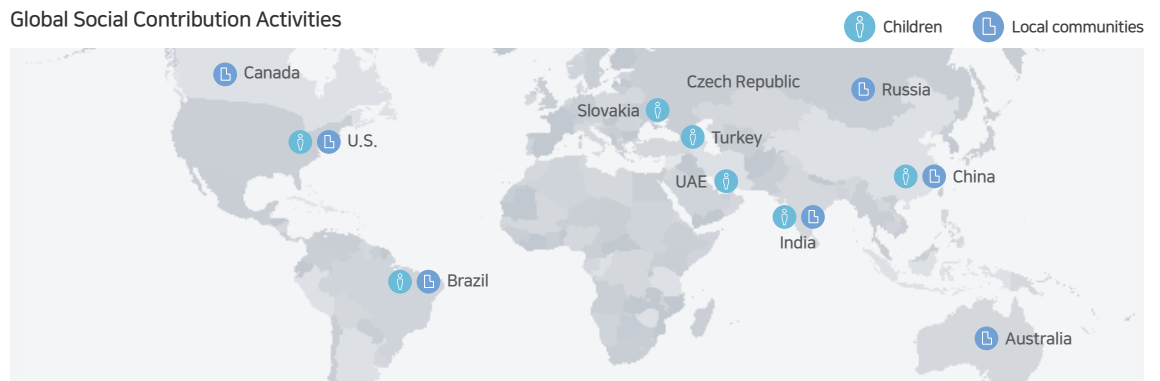 Global Social Contribution Activities
Children
Local communities
Canada
Czech Republic
Russia
Slovakia
U.S.
Turkey
UAE
China
India
Brazil
Australia